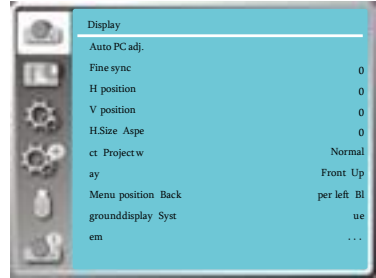 Display
Auto PC adj.
Fine sync 0
H position 0
V position 0
H.Size Aspe 0
ct Projectw Normal
ay Front Up
Menu position Back per left Bl
grounddisplay Syst ue
em ...